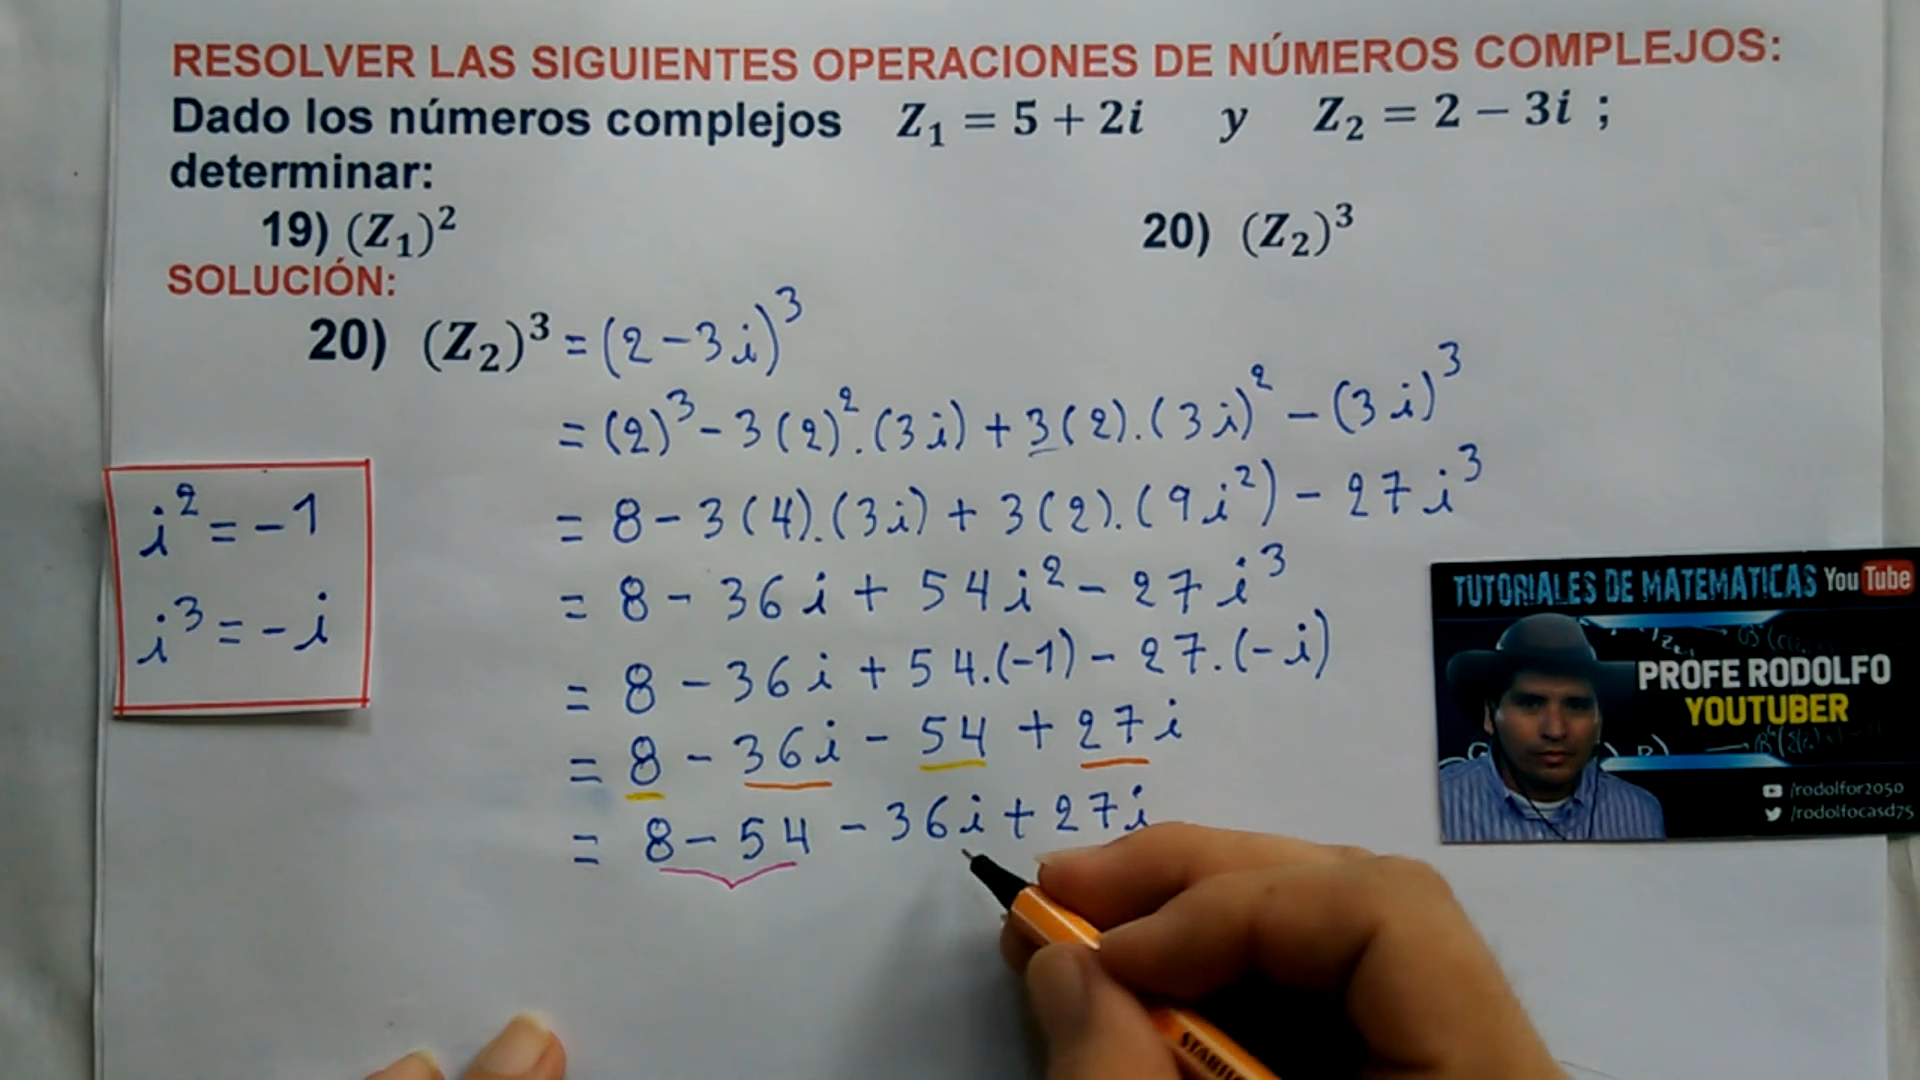 RESOLVER LAS SIGUIENTES OPERACIONES DE NÚMEROS COMPLEJOS:
Dado los números complejos Z₁ = 5 + 2i y Z₂ = 2 − 3i ;
determinar:
19) (Z₁)² 20) (Z₂)³
SOLUCIÓN:
20) (Z₂)³ = (2 − 3i)³
= (2)³ − 3(2)².(3i) + 3(2).(3i)² − (3i)³
= 8 − 3(4).(3i) + 3(2).(9i²) − 27i³
= 8 − 36i + 54i² − 27i³
= 8 − 36i + 54.(−1) − 27.(−i)
= 8 − 36i − 54 + 27i
= 8 − 54 − 36i + 27i
i² = −1
i³ = −i
TUTORIALES DE MATEMATICAS YouTube
PROFE RODOLFO
YOUTUBER
/rodolfor2050
/rodolfocasd75